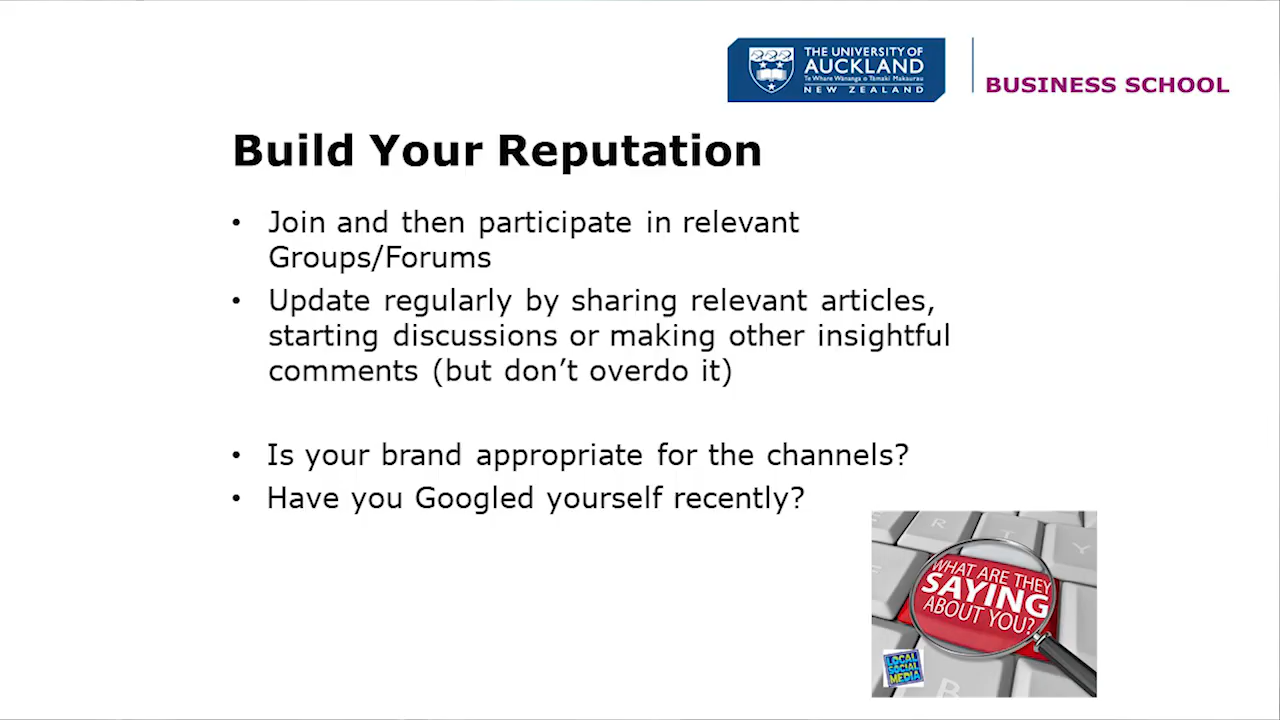 THE UNIVERSITY OF
AUCKLAND
Te Whare Wānanga o Tāmaki Makaurau
NEW ZEALAND
BUSINESS SCHOOL
Build Your Reputation
• Join and then participate in relevant
Groups/Forums
• Update regularly by sharing relevant articles,
starting discussions or making other insightful
comments (but don’t overdo it)
• Is your brand appropriate for the channels?
• Have you Googled yourself recently?
R T Y
F
WHAT ARE THEY
SAYING
ABOUT YOU?
LOCAL
SOCIAL
MEDIA
B